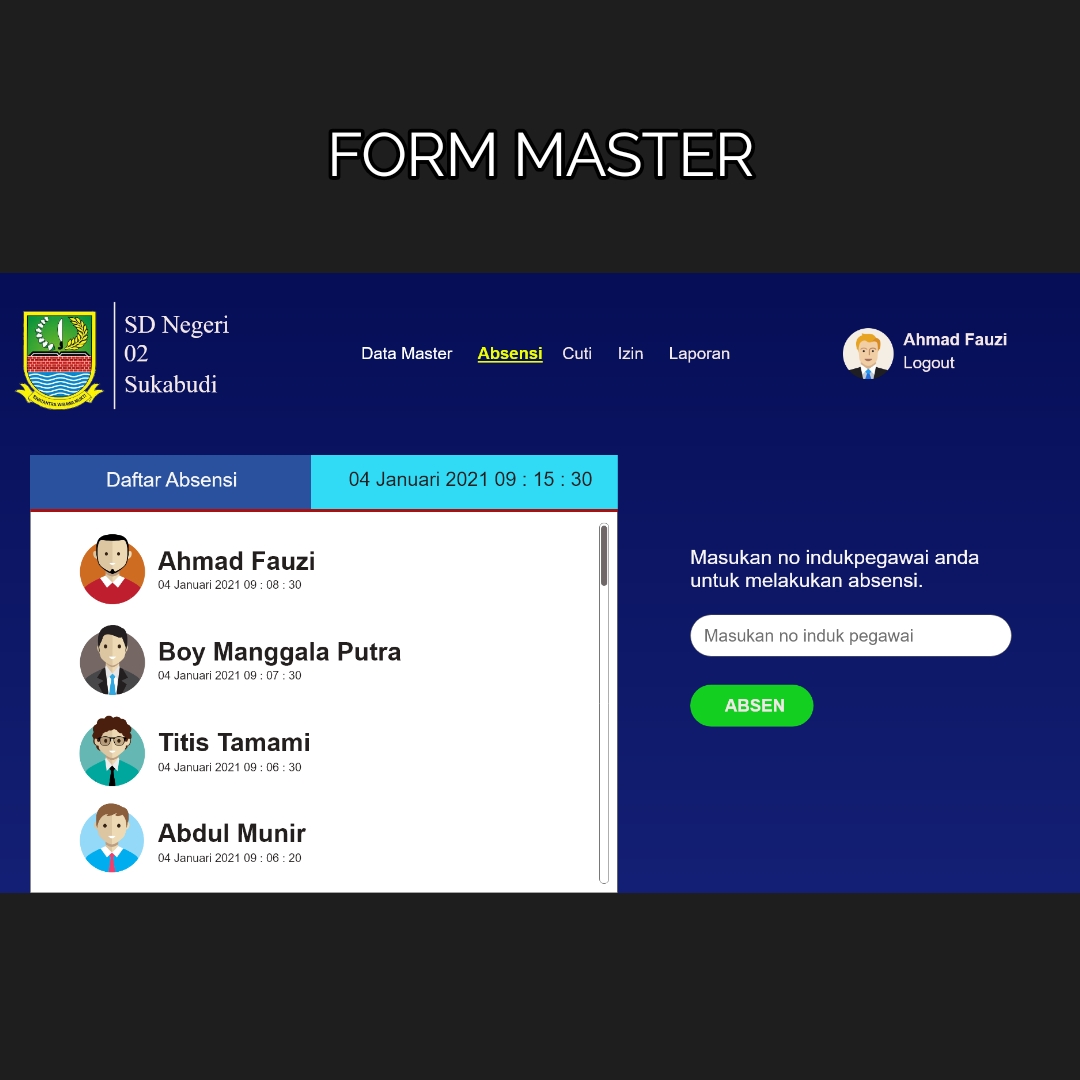 FORM MASTER
SD Negeri
02
Sukabudi
Data Master Absensi Cuti Izin Laporan
Ahmad Fauzi
Logout
Daftar Absensi
04 Januari 2021 09 : 15 : 30
Ahmad Fauzi
04 Januari 2021 09 : 08 : 30
Boy Manggala Putra
04 Januari 2021 09 : 07 : 30
Titis Tamami
04 Januari 2021 09 : 06 : 30
Abdul Munir
04 Januari 2021 09 : 06 : 20
Masukan no indukpegawai anda
untuk melakukan absensi.
Masukan no induk pegawai
ABSEN